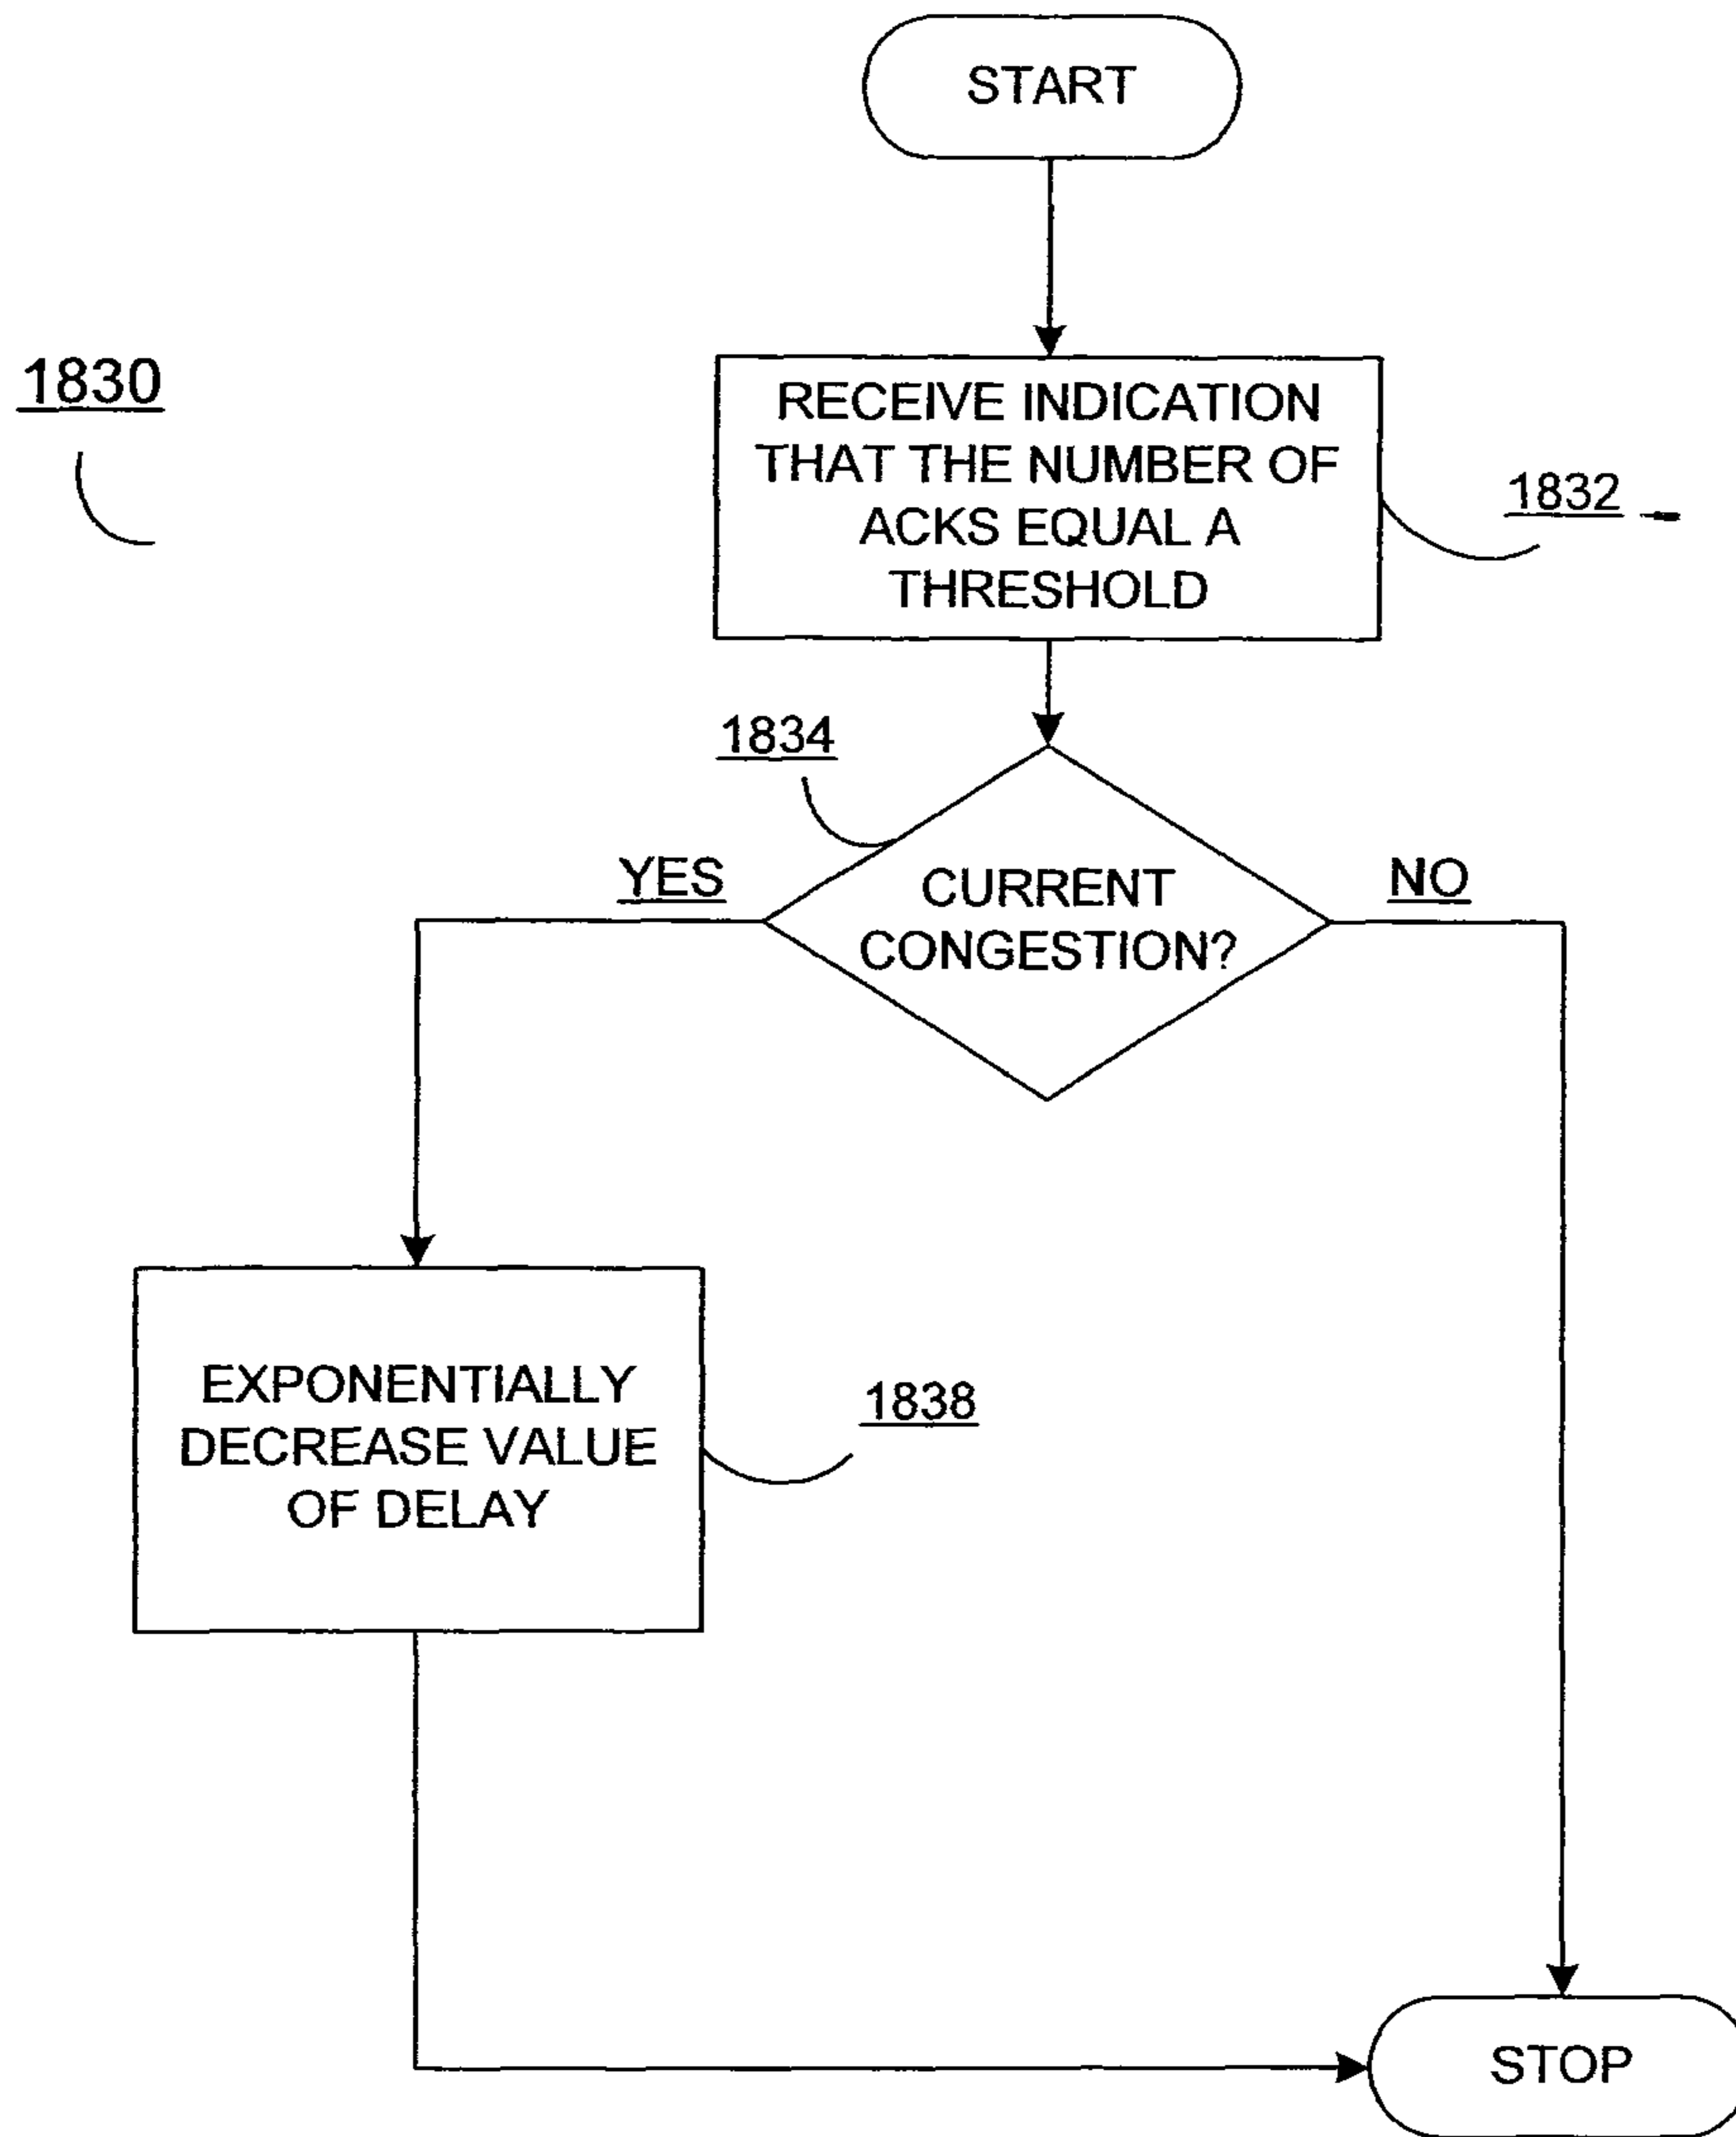 START
1830
RECEIVE INDICATION
THAT THE NUMBER OF
ACKS EQUAL A
THRESHOLD
1832
1834
YES
CURRENT
CONGESTION?
NO
EXPONENTIALLY
DECREASE VALUE
OF DELAY
1838
STOP